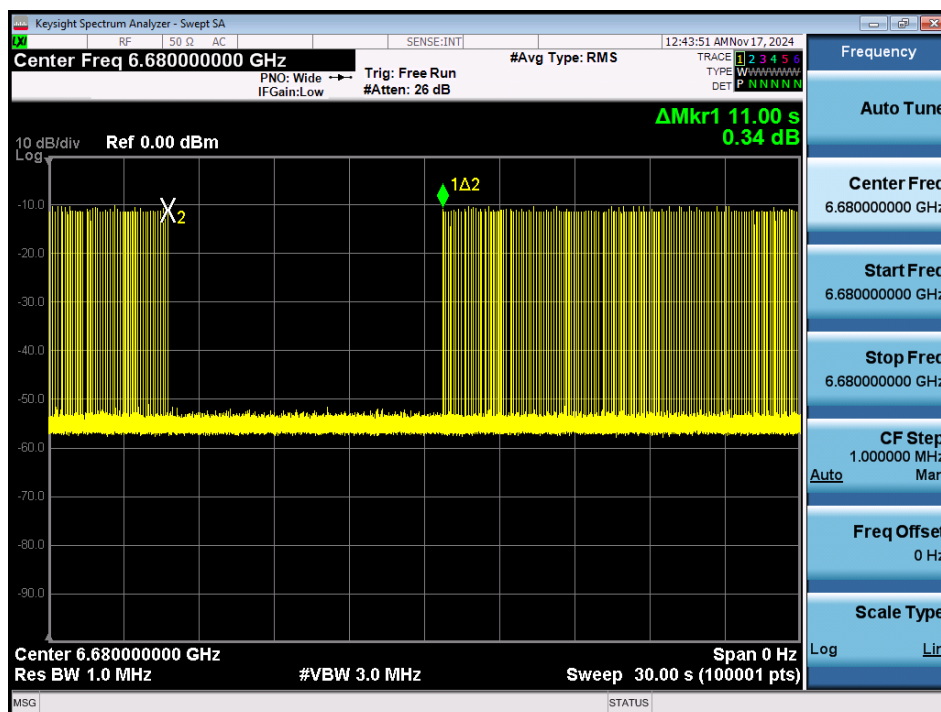 Keysight Spectrum Analyzer - Swept SA
LXI RF 50 Ω AC SENSE:INT 12:43:51 AM Nov 17, 2024
Center Freq 6.680000000 GHz
PNO: Wide
IFGain:Low
Trig: Free Run
#Atten: 26 dB
#Avg Type: RMS
TRACE 1 2 3 4 5 6
TYPE WWWWWWW
DET P N N N N N
ΔMkr1 11.00 s
0.34 dB
10 dB/div
Log
Ref 0.00 dBm
1Δ2
2
-10.0
-20.0
-30.0
-40.0
-50.0
-60.0
-70.0
-80.0
-90.0
Center 6.680000000 GHz
Span 0 Hz
Res BW 1.0 MHz
#VBW 3.0 MHz
Sweep 30.00 s (100001 pts)
MSG
STATUS
Frequency
Auto Tune
Center Freq
6.680000000 GHz
Start Freq
6.680000000 GHz
Stop Freq
6.680000000 GHz
CF Step
1.000000 MHz
Auto Man
Freq Offset
0 Hz
Scale Type
Log Lin